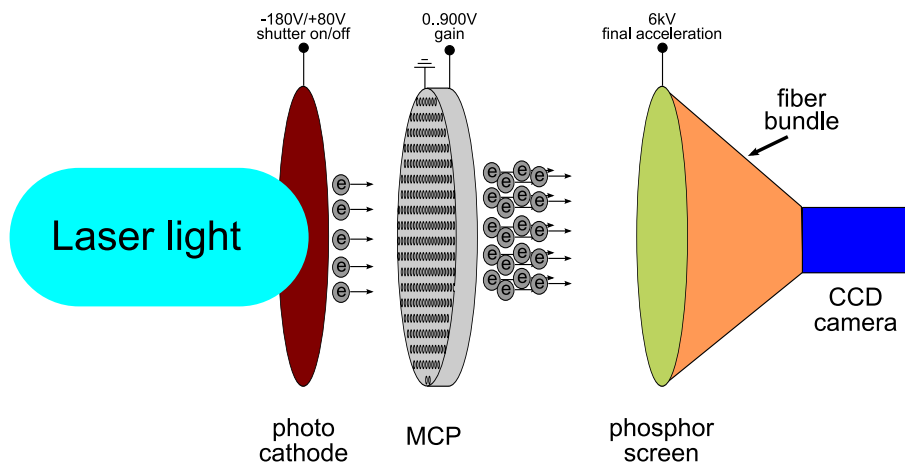 -180V/+80V
shutter on/off
0..900V
gain
6kV
final acceleration
fiber
bundle
Laser light
e
e
e
e
e
e e e e
e e e e
e e e e
e e e e
e e e e
CCD
camera
photo
cathode
MCP
phosphor
screen